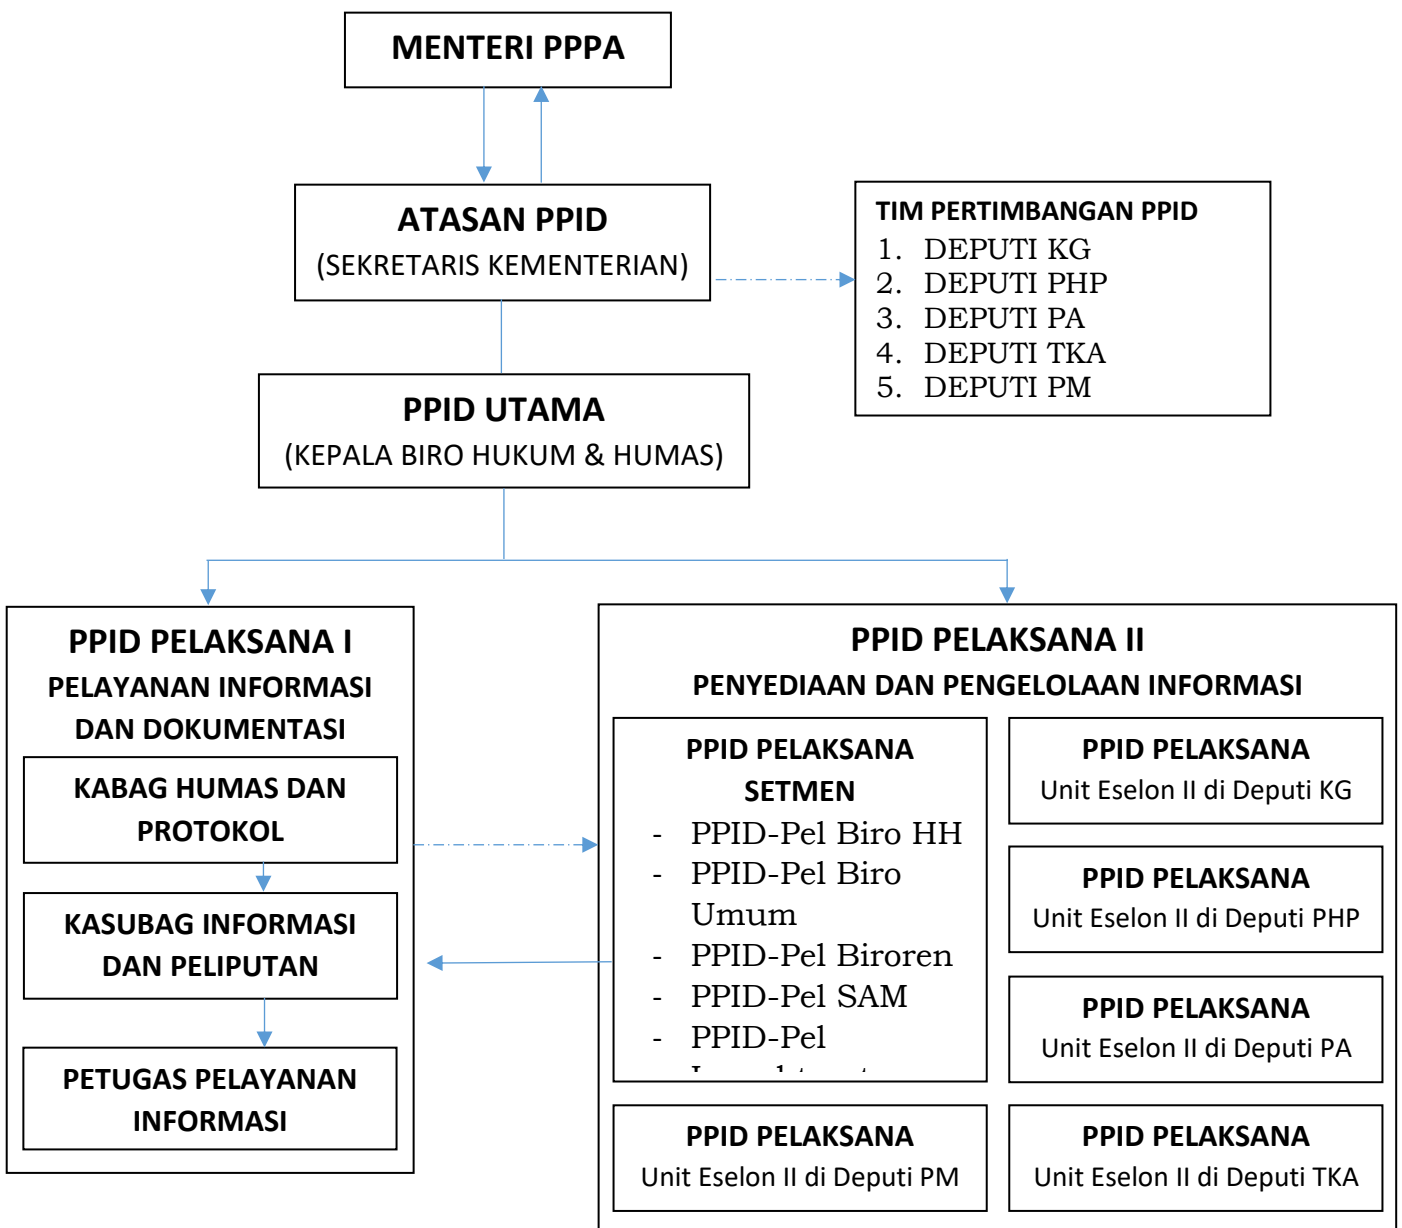 MENTERI PPPA
ATASAN PPID
(SEKRETARIS KEMENTERIAN)
TIM PERTIMBANGAN PPID
1. DEPUTI KG
2. DEPUTI PHP
3. DEPUTI PA
4. DEPUTI TKA
5. DEPUTI PM
PPID UTAMA
(KEPALA BIRO HUKUM & HUMAS)
PPID PELAKSANA I
PELAYANAN INFORMASI
DAN DOKUMENTASI
KABAG HUMAS DAN
PROTOKOL
KASUBAG INFORMASI
DAN PELIPUTAN
PETUGAS PELAYANAN
INFORMASI
PPID PELAKSANA II
PENYEDIAAN DAN PENGELOLAAN INFORMASI
PPID PELAKSANA
SETMEN
- PPID-Pel Biro HH
- PPID-Pel Biro
Umum
- PPID-Pel Biroren
- PPID-Pel SAM
- PPID-Pel
PPID PELAKSANA
Unit Eselon II di Deputi KG
PPID PELAKSANA
Unit Eselon II di Deputi PHP
PPID PELAKSANA
Unit Eselon II di Deputi PA
PPID PELAKSANA
Unit Eselon II di Deputi PM
PPID PELAKSANA
Unit Eselon II di Deputi TKA